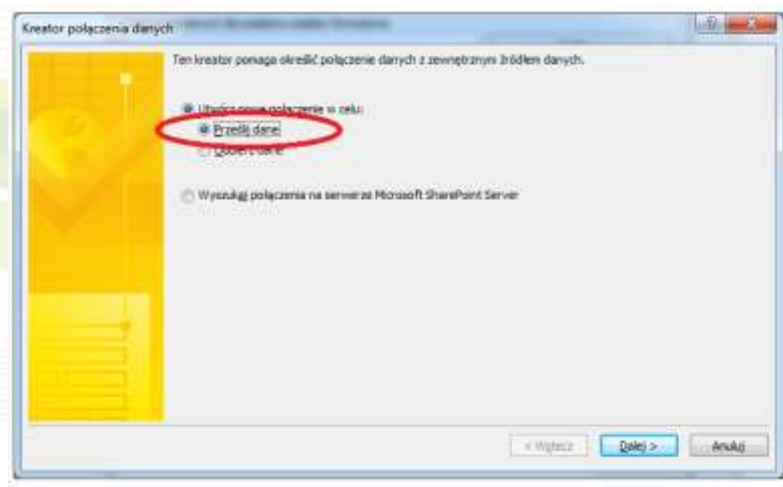 Kreator połączenia danych
Ten kreator pomaga określić połączenie danych z zewnętrznym źródłem danych.
Utwórz nowe połączenie w celu:
Prześlij dane
Odbierz dane
Wyszukaj połączenia na serwerze Microsoft SharePoint Server
< Wstecz
Dalej >
Anuluj